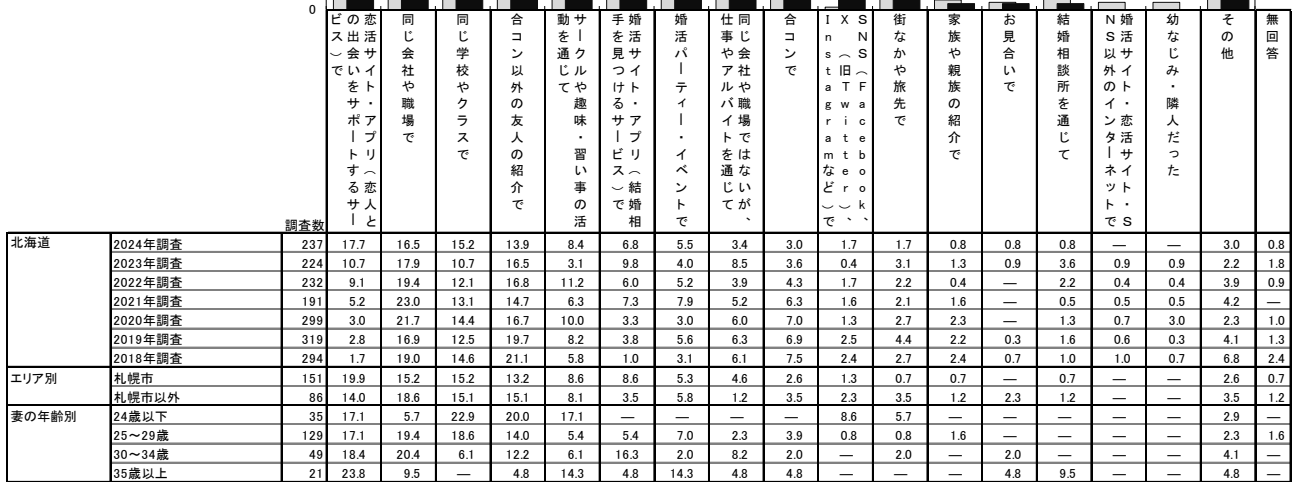 0
恋活サイト・アプリ（恋人との出会いをサポートするサービス）で
同じ会社や職場で
同じ学校やクラスで
合コン以外の友人の紹介で
サークルや趣味・習い事の活動を通じて
婚活サイト・アプリ（結婚相手を見つけるサービス）で
婚活パーティー・イベントで
同じ会社や職場ではないが、仕事やアルバイトを通じて
合コンで
SNS（Facebook、X（旧Twitter）、Instagramなど）で
街なかや旅先で
家族や親族の紹介で
お見合いで
結婚相談所を通じて
婚活サイト・恋活サイト・SNS以外のインターネットで
幼なじみ・隣人だった
その他
無回答
調査数
北海道 2024年調査 237 17.7 16.5 15.2 13.9 8.4 6.8 5.5 3.4 3.0 1.7 1.7 0.8 0.8 0.8 — — 3.0 0.8
2023年調査 224 10.7 17.9 10.7 16.5 3.1 9.8 4.0 8.5 3.6 0.4 3.1 1.3 0.9 3.6 0.9 0.9 2.2 1.8
2022年調査 232 9.1 19.4 12.1 16.8 11.2 6.0 5.2 3.9 4.3 1.7 2.2 0.4 — 2.2 0.4 0.4 3.9 0.9
2021年調査 191 5.2 23.0 13.1 14.7 6.3 7.3 7.9 5.2 6.3 1.6 2.1 1.6 — 0.5 0.5 0.5 4.2 —
2020年調査 299 3.0 21.7 14.4 16.7 10.0 3.3 3.0 6.0 7.0 1.3 2.7 2.3 — 1.3 0.7 3.0 2.3 1.0
2019年調査 319 2.8 16.9 12.5 19.7 8.2 3.8 5.6 6.3 6.9 2.5 4.4 2.2 0.3 1.6 0.6 0.3 4.1 1.3
2018年調査 294 1.7 19.0 14.6 21.1 5.8 1.0 3.1 6.1 7.5 2.4 2.7 2.4 0.7 1.0 1.0 0.7 6.8 2.4
エリア別 札幌市 151 19.9 15.2 15.2 13.2 8.6 8.6 5.3 4.6 2.6 1.3 0.7 0.7 — 0.7 — — 2.6 0.7
札幌市以外 86 14.0 18.6 15.1 15.1 8.1 3.5 5.8 1.2 3.5 2.3 3.5 1.2 2.3 1.2 — — 3.5 1.2
妻の年齢別 24歳以下 35 17.1 5.7 22.9 20.0 17.1 — — — — 8.6 5.7 — — — — — 2.9 —
25～29歳 129 17.1 19.4 18.6 14.0 5.4 5.4 7.0 2.3 3.9 0.8 0.8 1.6 — — — — 2.3 1.6
30～34歳 49 18.4 20.4 6.1 12.2 6.1 16.3 2.0 8.2 2.0 — 2.0 — 2.0 — — — 4.1 —
35歳以上 21 23.8 9.5 — 4.8 14.3 4.8 14.3 4.8 4.8 — — — 4.8 9.5 — — 4.8 —